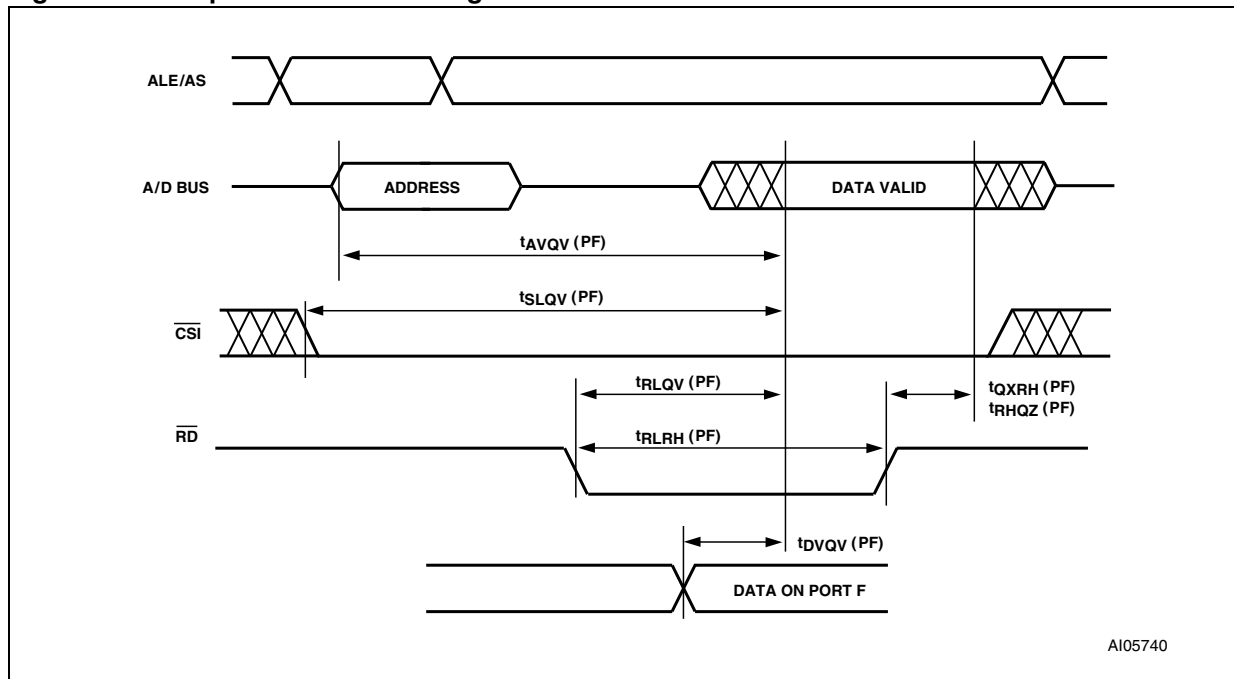 ALE/AS
A/D BUS
ADDRESS
DATA VALID
tAVQV (PF)
tSLQV (PF)
CSI
tRLQV (PF)
tQXRH (PF)
tRHQZ (PF)
RD
tRLRH (PF)
tDVQV (PF)
DATA ON PORT F
AI05740